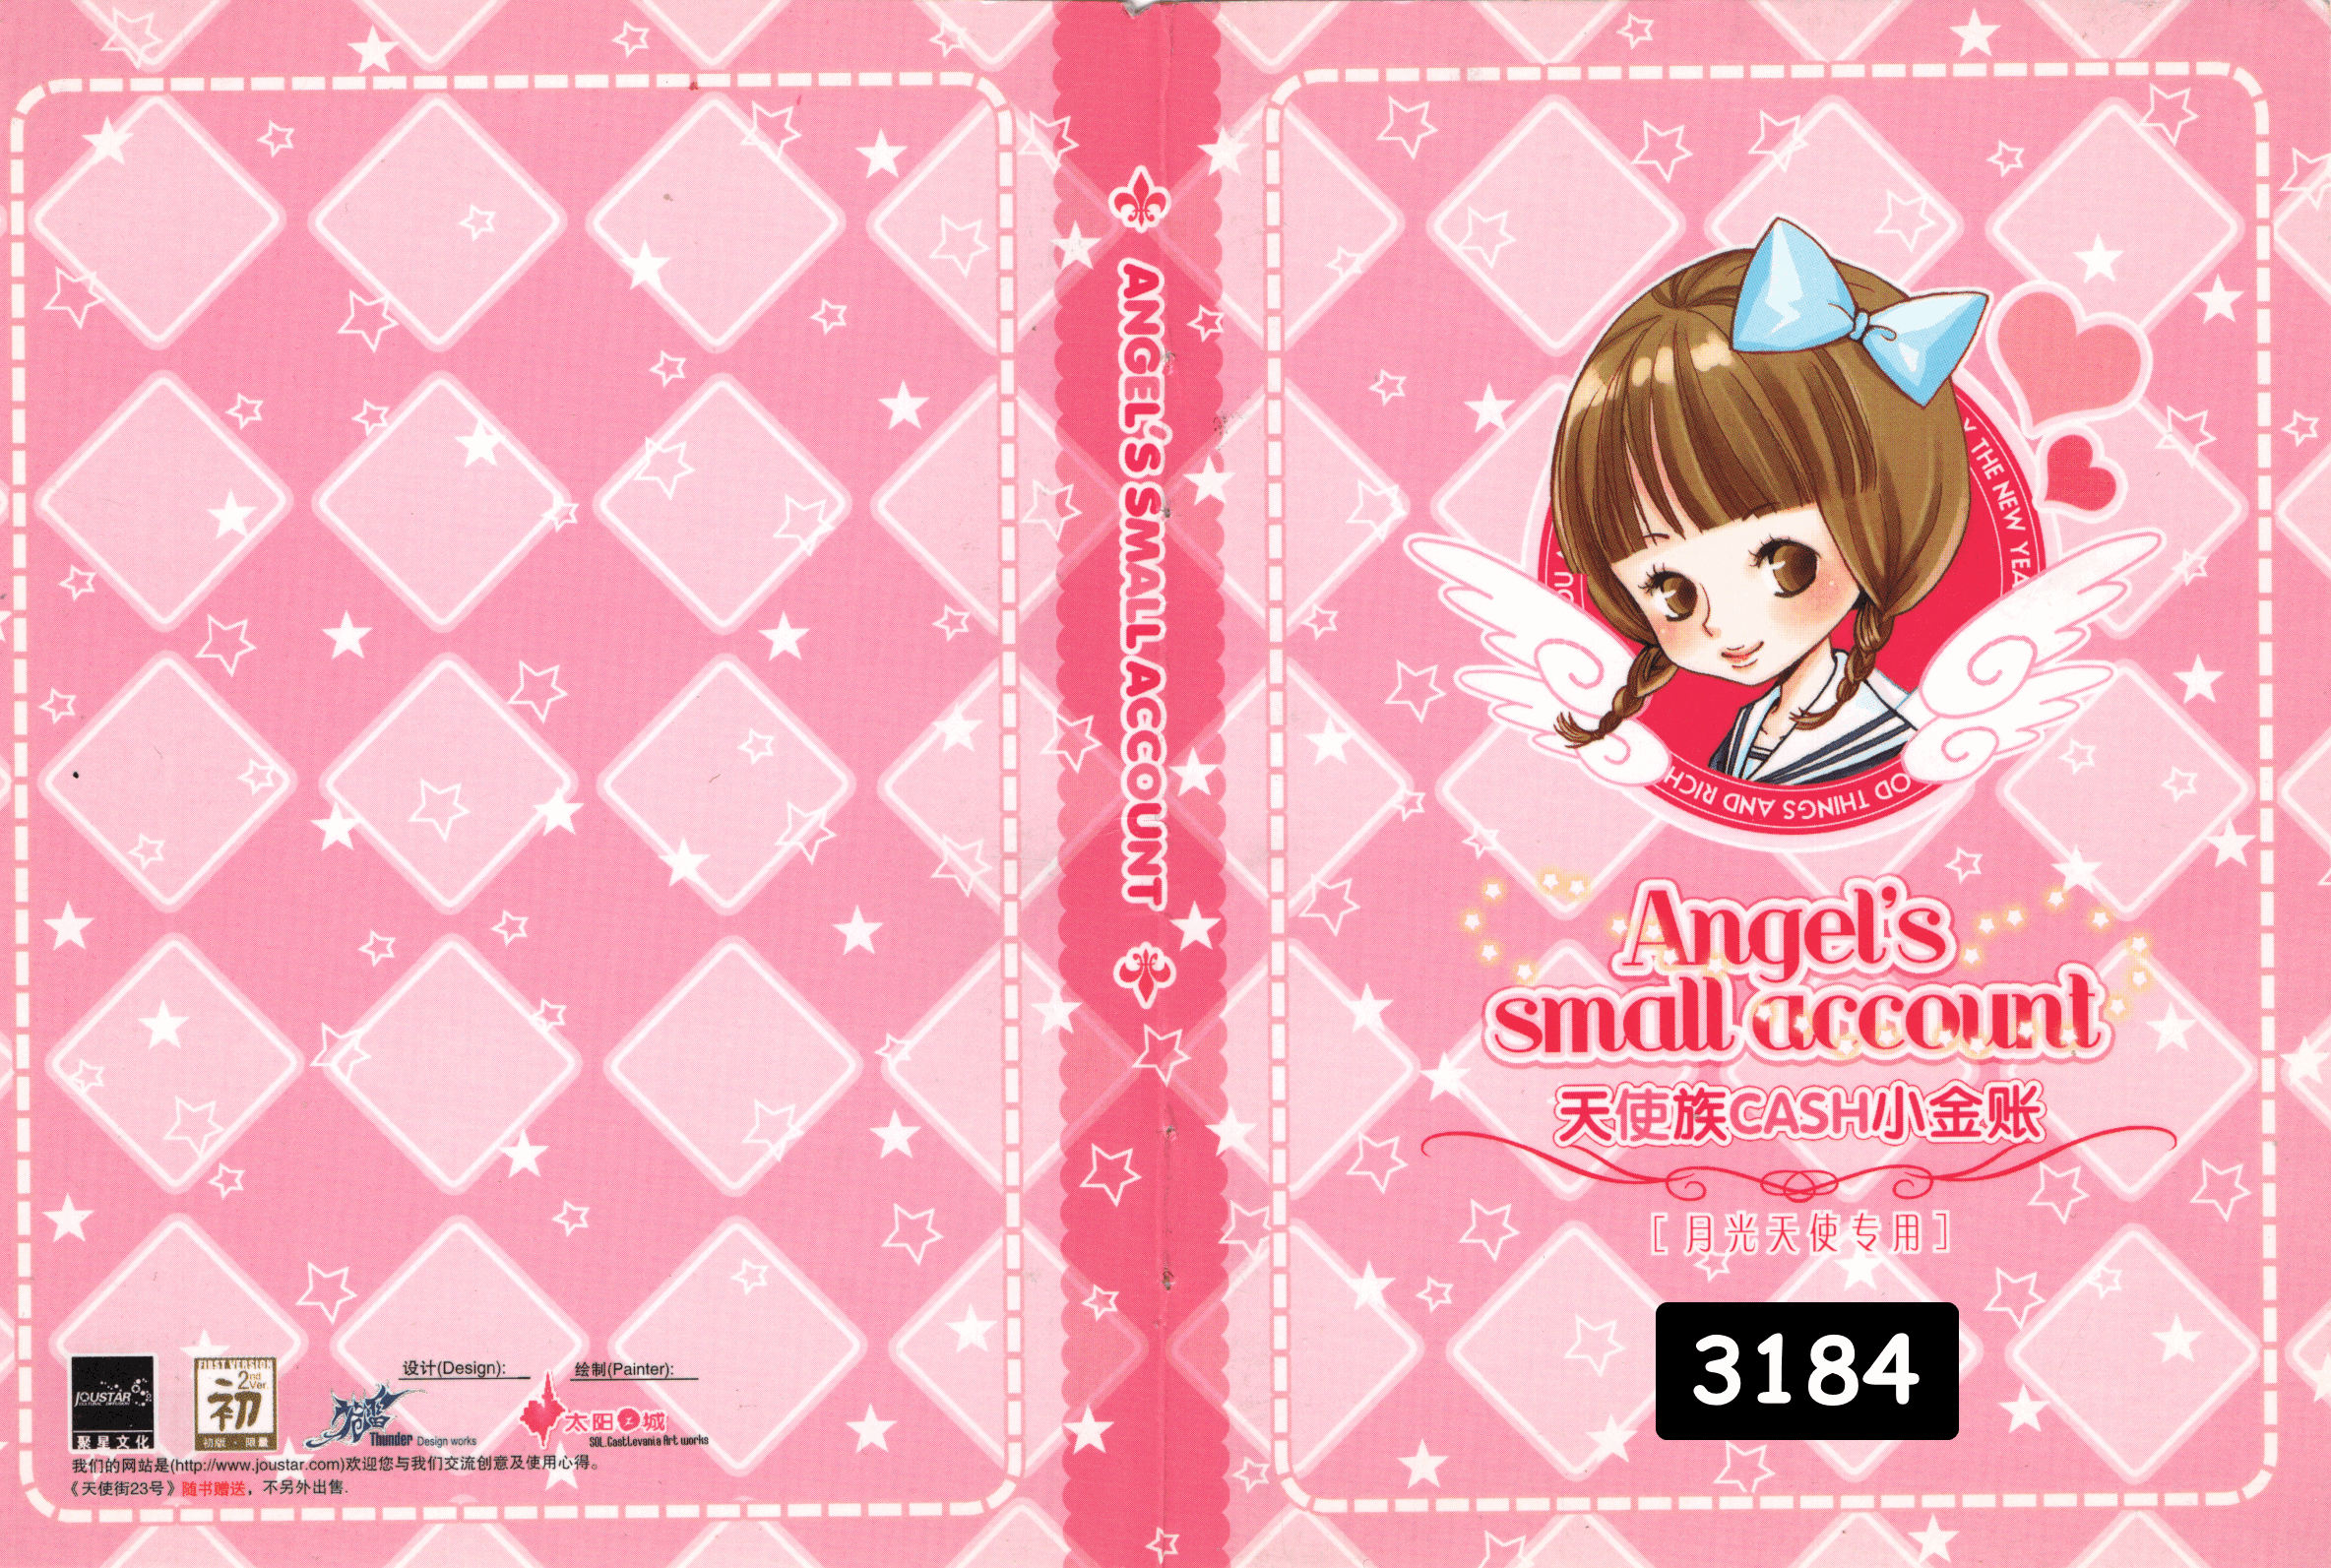 JOUSTAR
聚星文化
FIRST VERSION
2nd
Ver.
初
初版·限量
设计(Design):
苍雷
Thunder Design works
绘制(Painter):
太阳之城
SOL.Castlevania Art works
我们的网站是(http://www.joustar.com)欢迎您与我们交流创意及使用心得。
《天使街23号》随书赠送，不另外出售.
ANGEL'S SMALL ACCOUNT
THE NEW YEA
OD THINGS AND RICH
OU
Angel's
small account
天使族CASH小金账
[月光天使专用]
3184